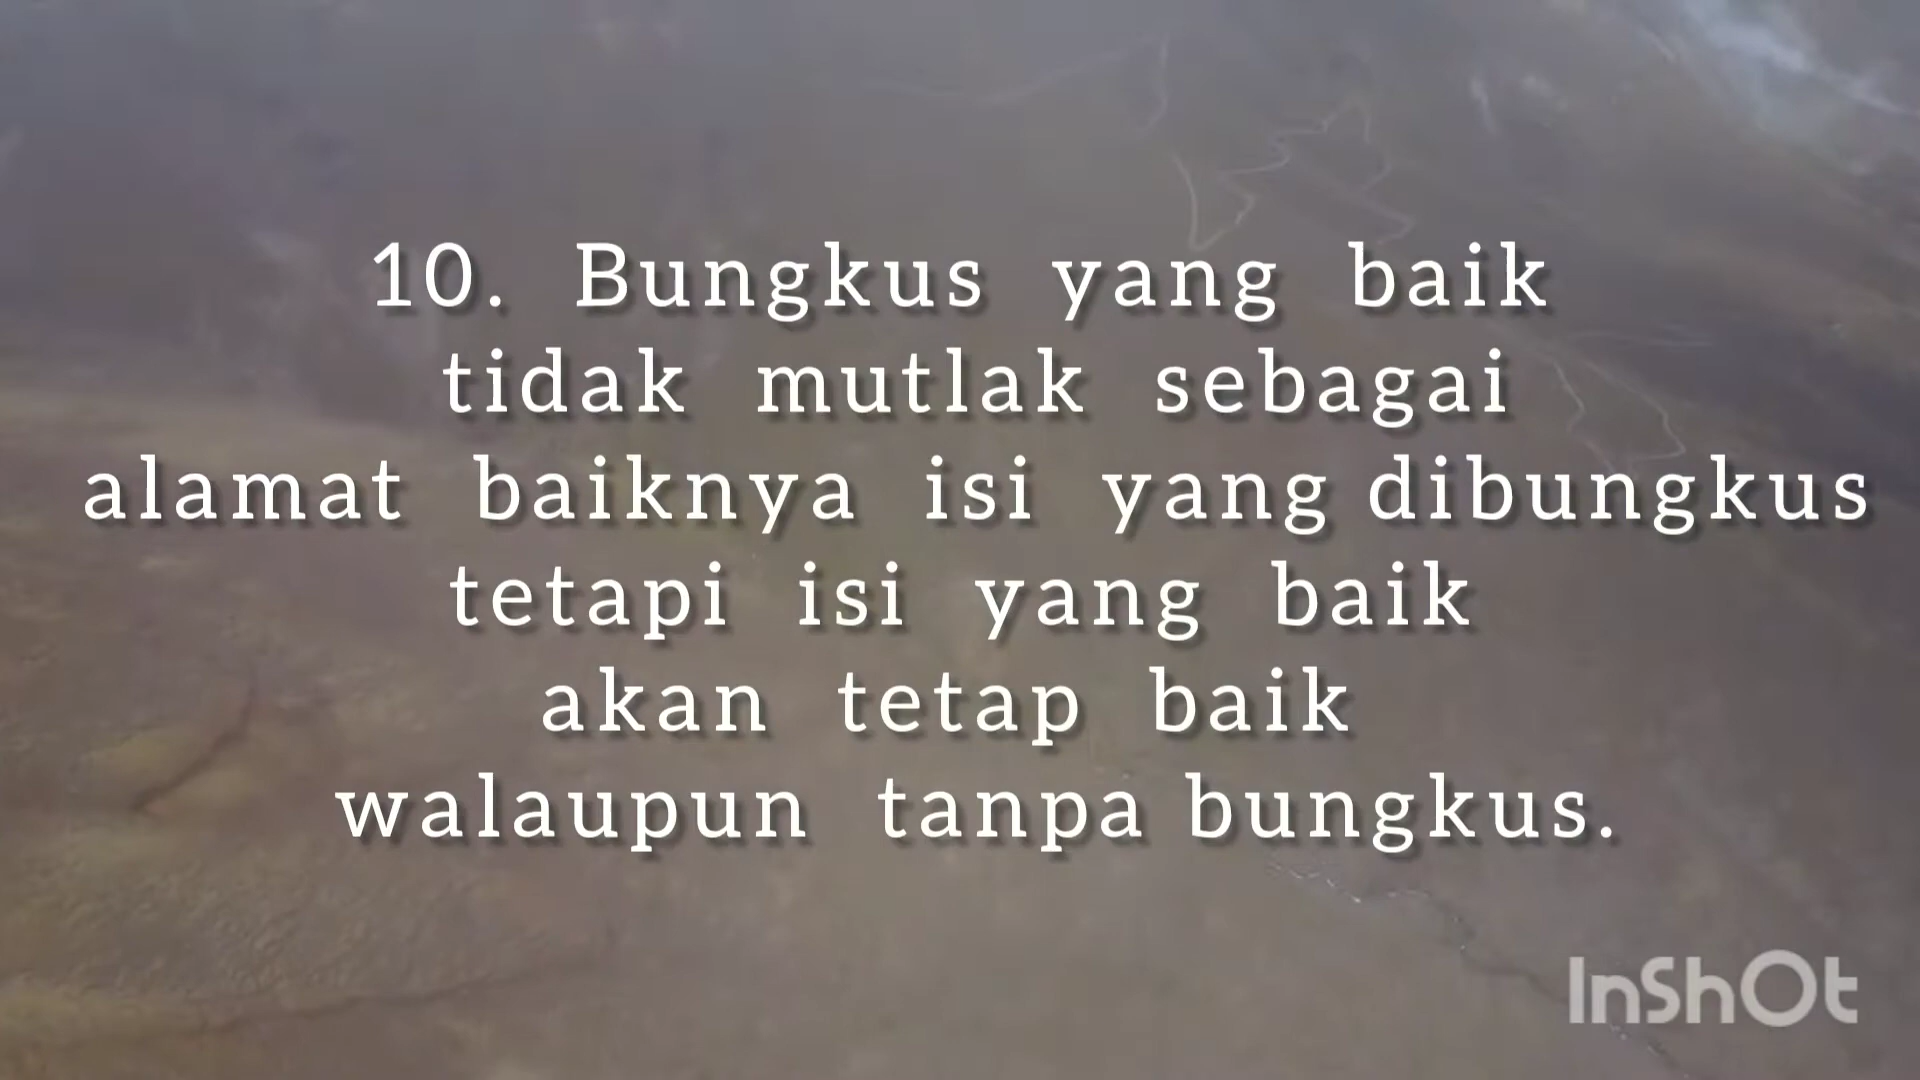 10. Bungkus yang baik
tidak mutlak sebagai
alamat baiknya isi yang dibungkus
tetapi isi yang baik
akan tetap baik
walaupun tanpa bungkus.
InShOt